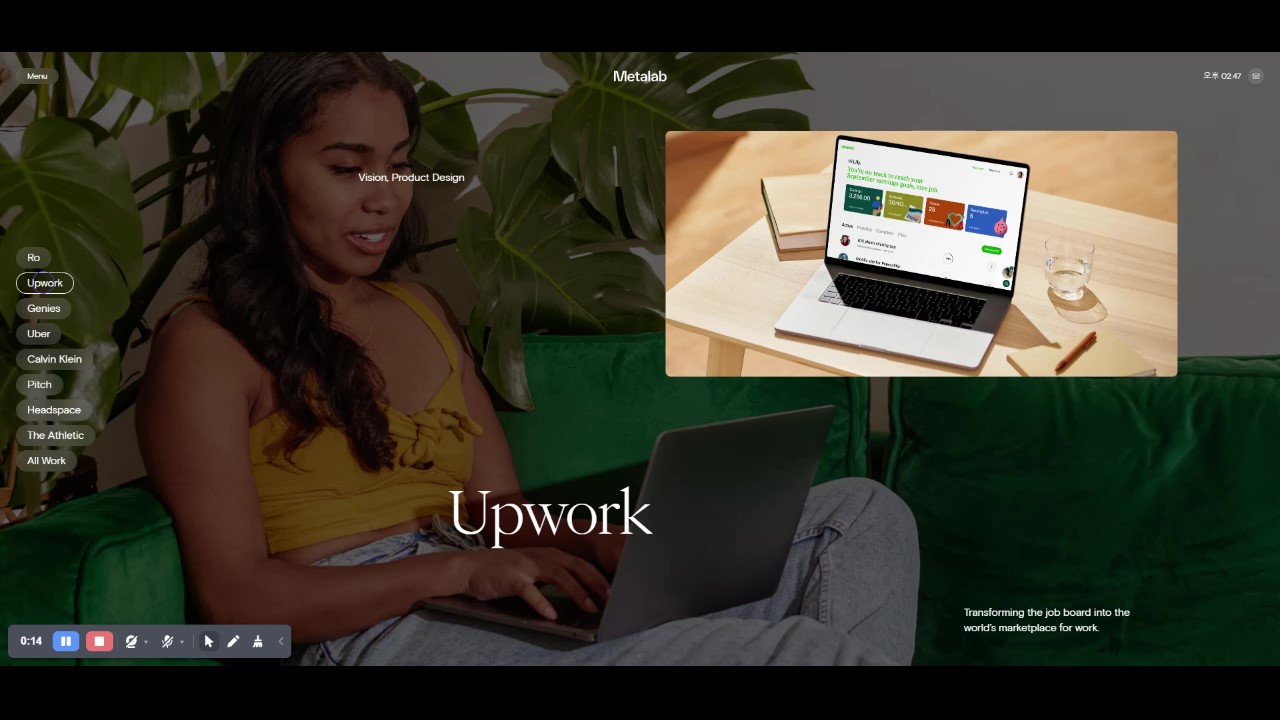 Menu
Metalab
오후 02:47
Vision, Product Design
Ro
Upwork
Genies
Uber
Calvin Klein
Pitch
Headspace
The Athletic
All Work
upwork
You're on track to reach your
September earnings goals, nice job.
Upwork
Transforming the job board into the
world's marketplace for work.
0:14